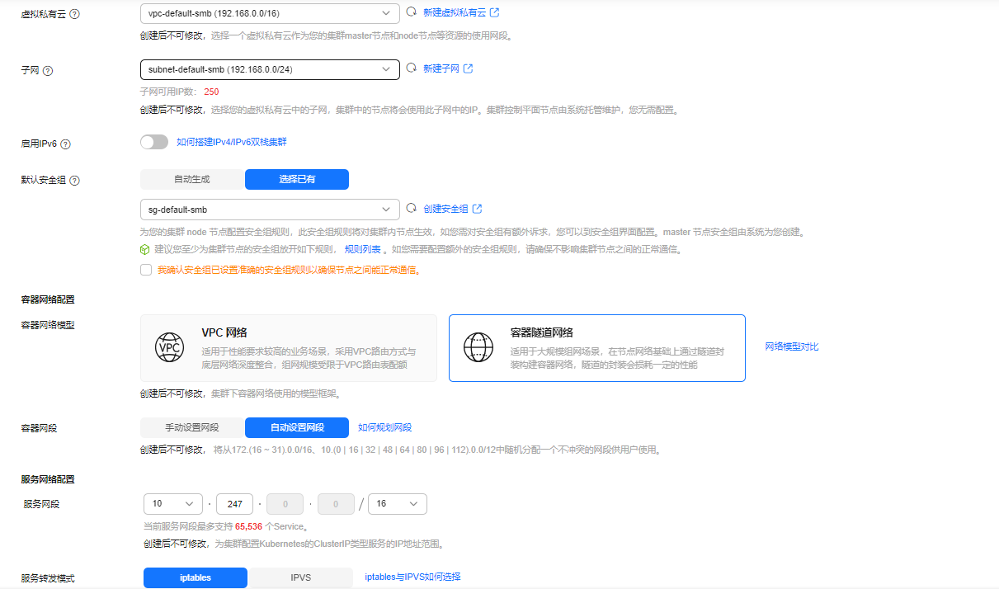 虚拟私有云 vpc-default-smb (192.168.0.0/16) 新建虚拟私有云
创建后不可修改，选择一个虚拟私有云作为您的集群master节点和node节点等资源的使用网段。
子网 subnet-default-smb (192.168.0.0/24) 新建子网
子网可用IP数： 250
创建后不可修改，选择您的虚拟私有云中的子网，集群中的节点将会使用此子网中的IP。集群控制平面节点由系统托管维护，您无需配置。
启用IPv6 如何搭建IPv4/IPv6双栈集群
默认安全组 自动生成 选择已有
sg-default-smb 创建安全组
为您的集群 node 节点配置安全组规则，此安全组规则将对集群内节点生效，如您需对安全组有额外诉求，您可以到安全组界面配置。master 节点安全组由系统为您创建。
建议您至少为集群节点的安全组放开如下规则， 规则列表 。如您需要配置额外的安全组规则，请确保不影响集群节点之间的正常通信。
我确认安全组已设置准确的安全组规则以确保节点之间能正常通信。
容器网络配置
容器网络模型
VPC
VPC 网络
适用于性能要求较高的业务场景，采用VPC路由方式与
底层网络深度整合，组网规模受限于VPC路由表配额
容器隧道网络
适用于大规模组网场景，在节点网络基础上通过隧道封
装构建容器网络，隧道的封装会损耗一定的性能
网络模型对比
创建后不可修改，集群下容器网络使用的模型框架。
容器网段 手动设置网段 自动设置网段 如何规划网段
创建后不可修改， 将从172.(16 ~ 31).0.0/16、10.(0 | 16 | 32 | 48 | 64 | 80 | 96 | 112).0.0/12中随机分配一个不冲突的网段供用户使用。
服务网络配置
服务网段 10 · 247 · 0 · 0 / 16
当前服务网段最多支持 65,536 个Service。
创建后不可修改，为集群配置Kubernetes的ClusterIP类型服务的IP地址范围。
服务转发模式 iptables IPVS iptables与IPVS如何选择